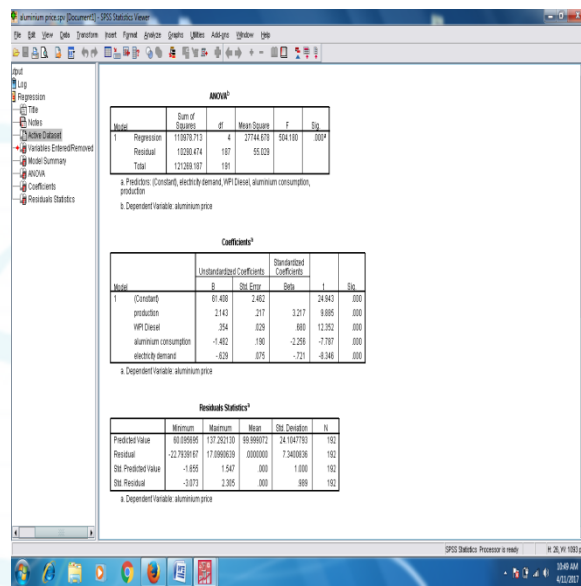 aluminium price.spv [Document1] - SPSS Statistics Viewer
File Edit View Data Transform Insert Format Analyze Graphs Utilities Add-ons Window Help
utput
Log
Regression
Title
Notes
Active Dataset
Variables Entered/Removed
Model Summary
ANOVA
Coefficients
Residuals Statistics
ANOVAb
Model Sum of Squares df Mean Square F Sig.
1 Regression 110978.713 4 27744.678 504.180 .000a
Residual 10290.474 187 55.029
Total 121269.187 191
a. Predictors: (Constant), electricity demand, WPI Diesel, aluminium consumption,
production
b. Dependent Variable: aluminium price
Coefficientsa
Unstandardized Coefficients Standardized Coefficients
Model B Std. Error Beta t Sig.
1 (Constant) 61.408 2.462 24.943 .000
production 2.143 .217 3.217 9.885 .000
WPI Diesel .354 .029 .680 12.352 .000
aluminium consumption -1.482 .190 -2.256 -7.787 .000
electricity demand -.629 .075 -.721 -8.346 .000
a. Dependent Variable: aluminium price
Residuals Statisticsa
Minimum Maximum Mean Std. Deviation N
Predicted Value 60.095695 137.292130 99.999072 24.1047793 192
Residual -22.7939167 17.0990639 .0000000 7.3400836 192
Std. Predicted Value -1.655 1.547 .000 1.000 192
Std. Residual -3.073 2.305 .000 .989 192
a. Dependent Variable: aluminium price
SPSS Statistics Processor is ready H: 26, W: 1083 p
10:49 AM
4/11/2017